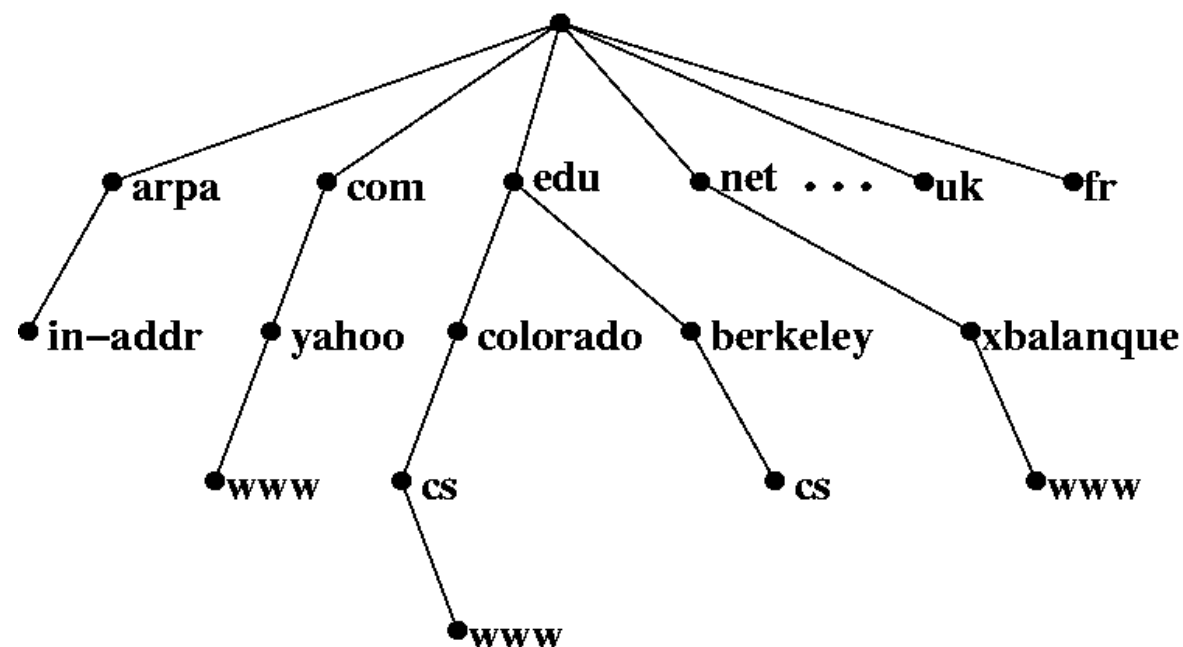 arpa com edu net . . . uk fr
in-addr yahoo colorado berkeley xbalanque
www cs cs www
www